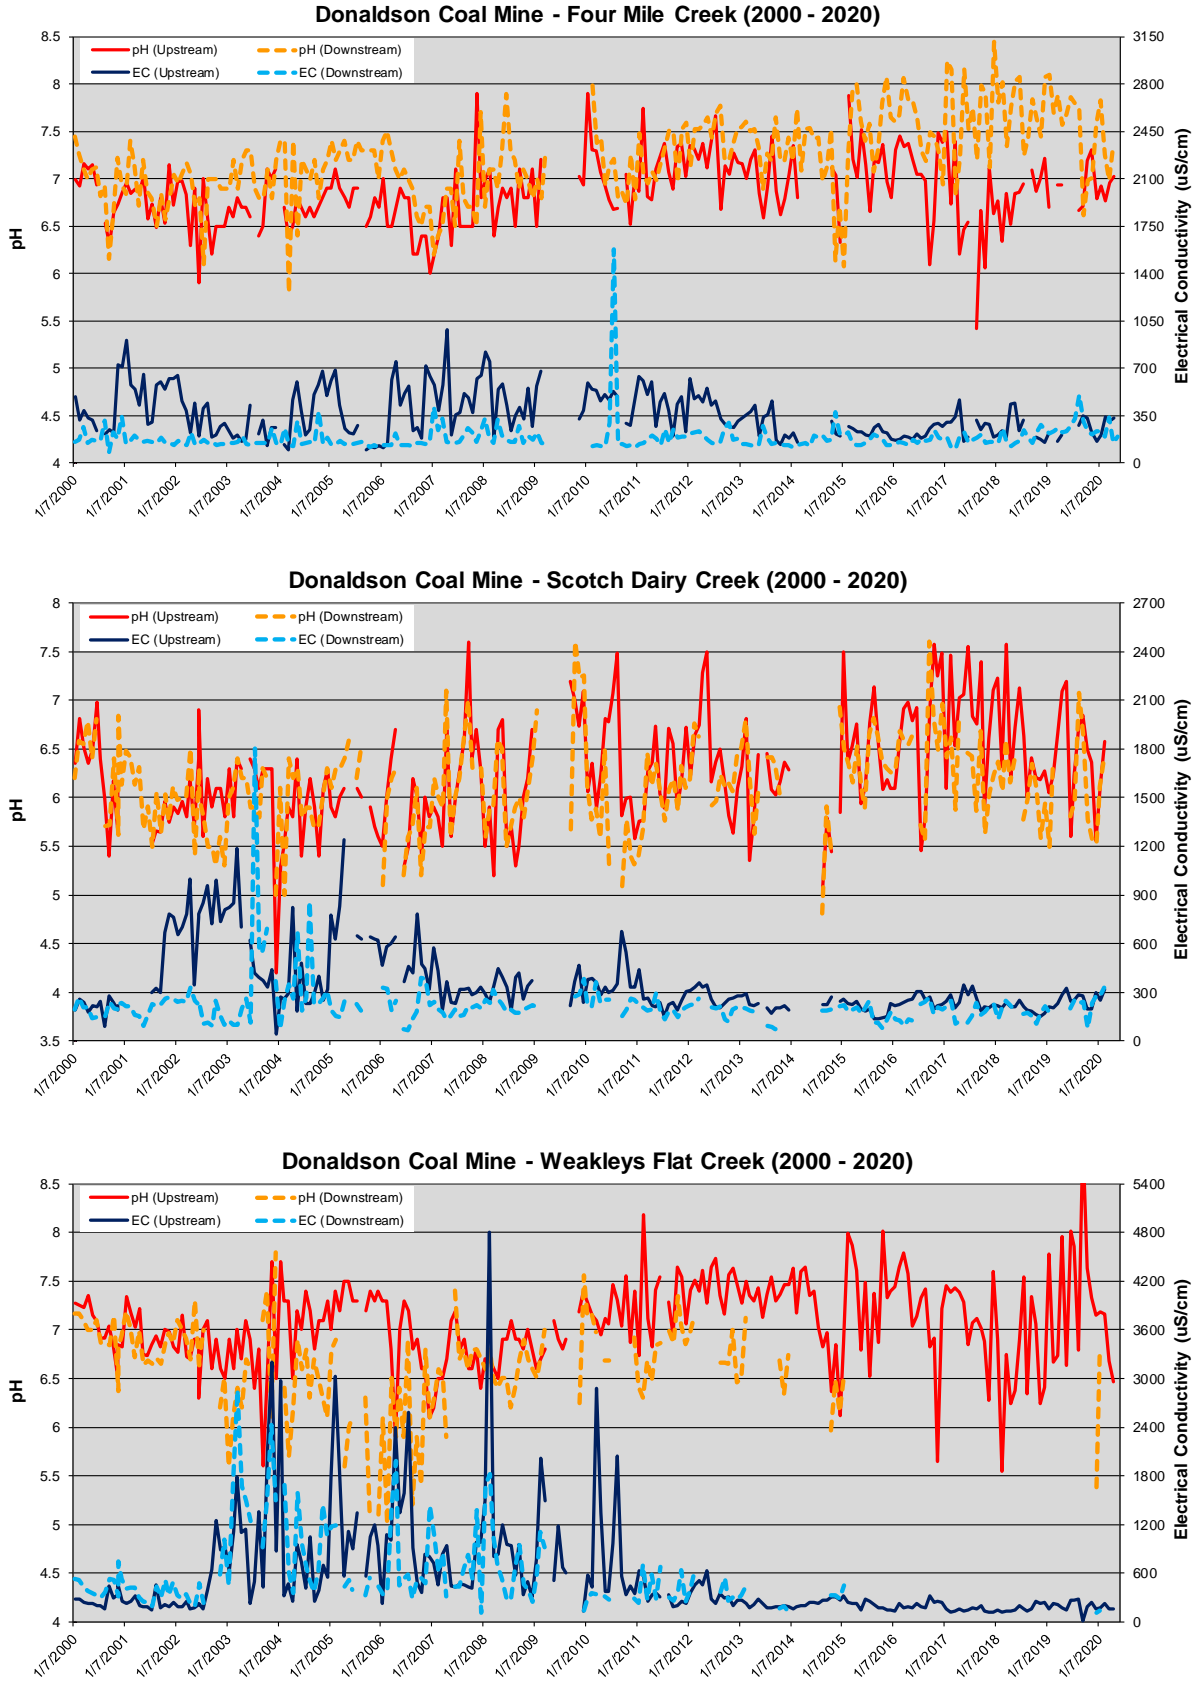 Donaldson Coal Mine - Four Mile Creek (2000 - 2020)
pH (Upstream) pH (Downstream)
EC (Upstream) EC (Downstream)
8.5 3150
8 2800
7.5 2450
7 2100
6.5 1750
6 1400
5.5 1050
5 700
4.5 350
4 0
pH
Electrical Conductivity (uS/cm)
1/7/2000 1/7/2001 1/7/2002 1/7/2003 1/7/2004 1/7/2005 1/7/2006 1/7/2007 1/7/2008 1/7/2009 1/7/2010 1/7/2011 1/7/2012 1/7/2013 1/7/2014 1/7/2015 1/7/2016 1/7/2017 1/7/2018 1/7/2019 1/7/2020
Donaldson Coal Mine - Scotch Dairy Creek (2000 - 2020)
pH (Upstream) pH (Downstream)
EC (Upstream) EC (Downstream)
8 2700
7.5 2400
7 2100
6.5 1800
6 1500
5.5 1200
5 900
4.5 600
4 300
3.5 0
pH
Electrical Conductivity (uS/cm)
1/7/2000 1/7/2001 1/7/2002 1/7/2003 1/7/2004 1/7/2005 1/7/2006 1/7/2007 1/7/2008 1/7/2009 1/7/2010 1/7/2011 1/7/2012 1/7/2013 1/7/2014 1/7/2015 1/7/2016 1/7/2017 1/7/2018 1/7/2019 1/7/2020
Donaldson Coal Mine - Weakleys Flat Creek (2000 - 2020)
pH (Upstream) pH (Downstream)
EC (Upstream) EC (Downstream)
8.5 5400
8 4800
7.5 4200
7 3600
6.5 3000
6 2400
5.5 1800
5 1200
4.5 600
4 0
pH
Electrical Conductivity (uS/cm)
1/7/2000 1/7/2001 1/7/2002 1/7/2003 1/7/2004 1/7/2005 1/7/2006 1/7/2007 1/7/2008 1/7/2009 1/7/2010 1/7/2011 1/7/2012 1/7/2013 1/7/2014 1/7/2015 1/7/2016 1/7/2017 1/7/2018 1/7/2019 1/7/2020